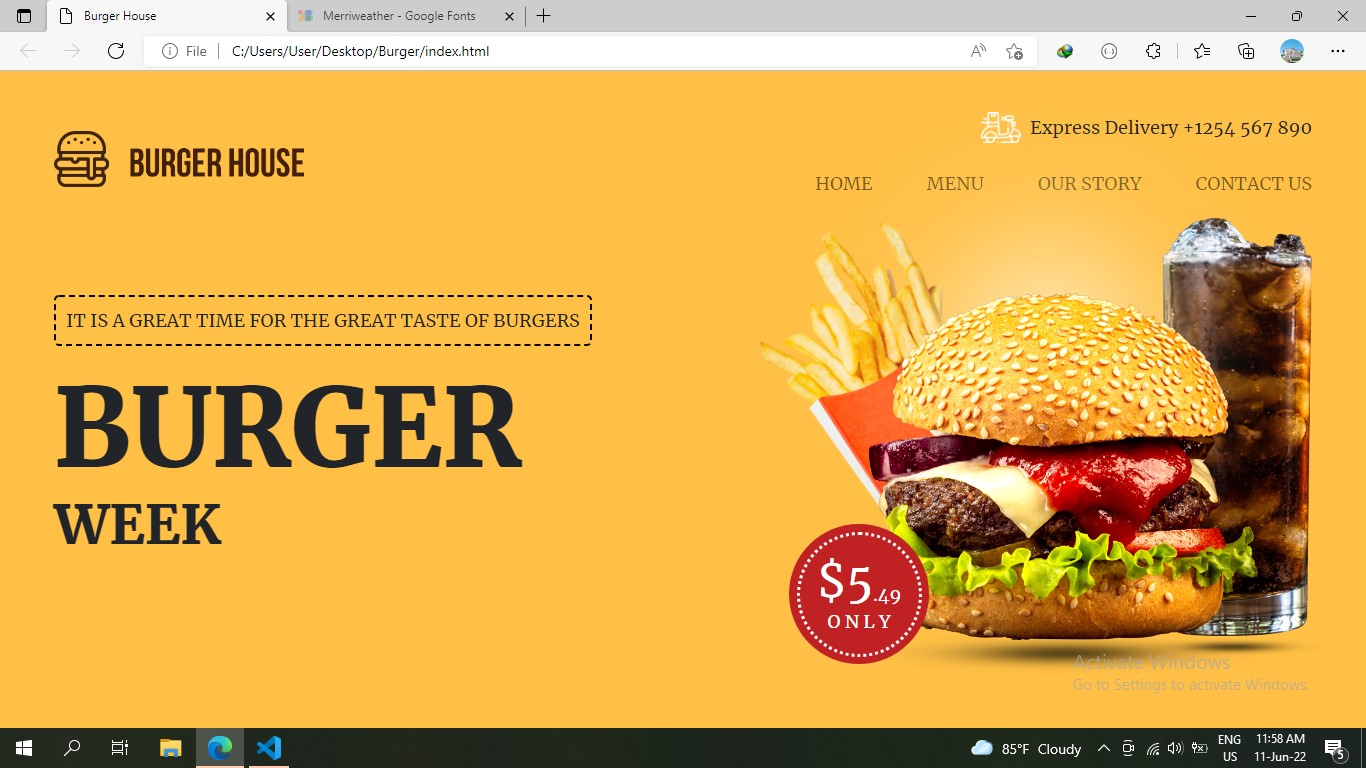 Burger House
Merriweather - Google Fonts
File
C:/Users/User/Desktop/Burger/index.html
BURGER HOUSE
Express Delivery +1254 567 890
HOME MENU OUR STORY CONTACT US
IT IS A GREAT TIME FOR THE GREAT TASTE OF BURGERS
BURGER
WEEK
$5.49
ONLY
Activate Windows
Go to Settings to activate Windows.
85°F Cloudy
ENG
US
11:58 AM
11-Jun-22
5